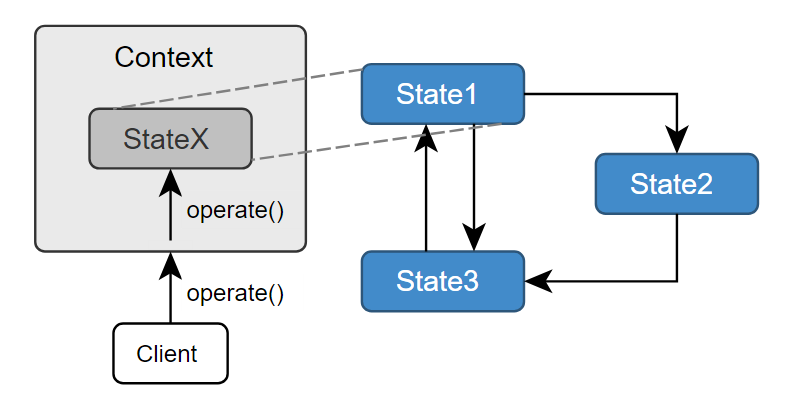 Context
StateX
operate()
operate()
Client
State1
State2
State3